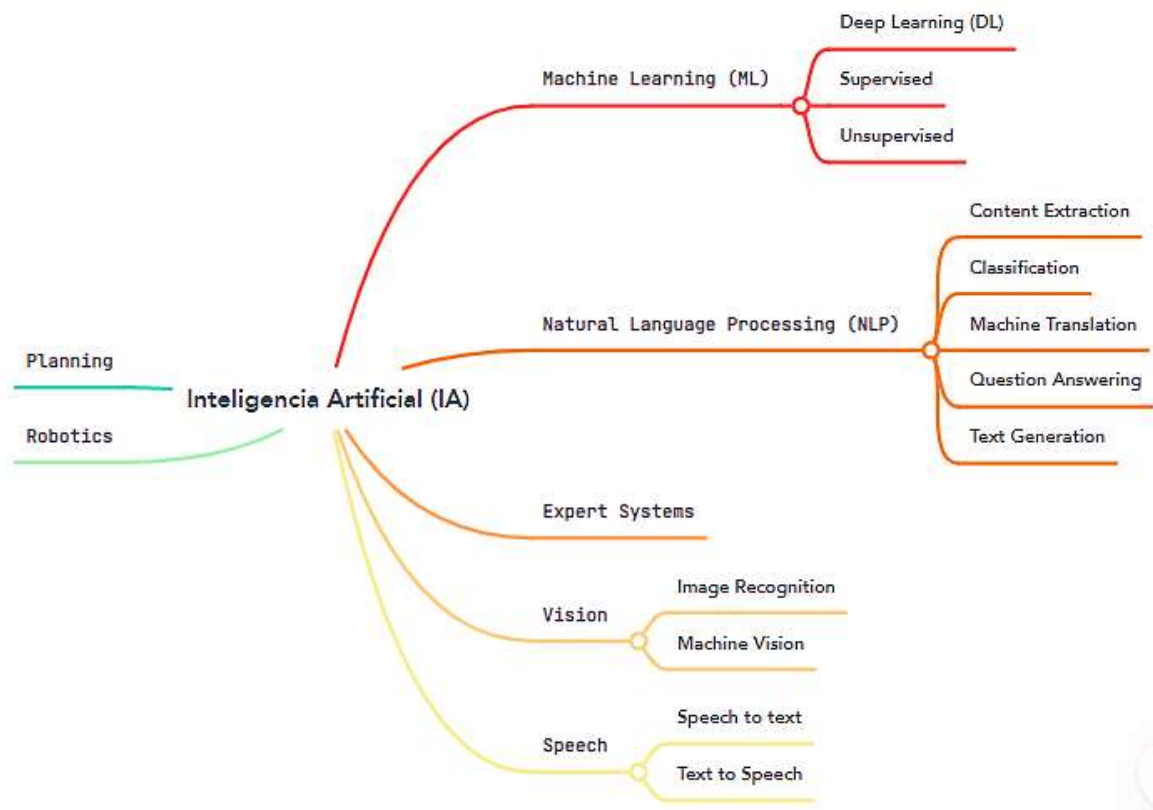 Deep Learning (DL)
Machine Learning (ML)
Supervised
Unsupervised
Content Extraction
Classification
Natural Language Processing (NLP)
Machine Translation
Question Answering
Text Generation
Planning
Inteligencia Artificial (IA)
Robotics
Expert Systems
Image Recognition
Vision
Machine Vision
Speech to text
Speech
Text to Speech